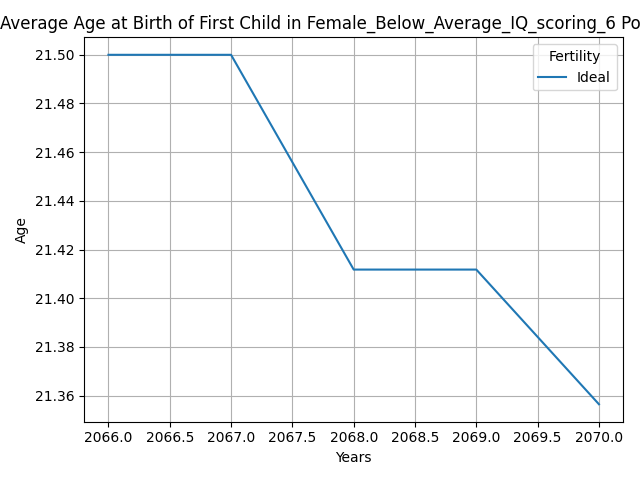 Average Age at Birth of First Child in Female_Below_Average_IQ_scoring_6 Po
Fertility
Ideal
21.50
21.48
21.46
21.44
21.42
21.40
21.38
21.36
Age
2066.0 2066.5 2067.0 2067.5 2068.0 2068.5 2069.0 2069.5 2070.0
Years